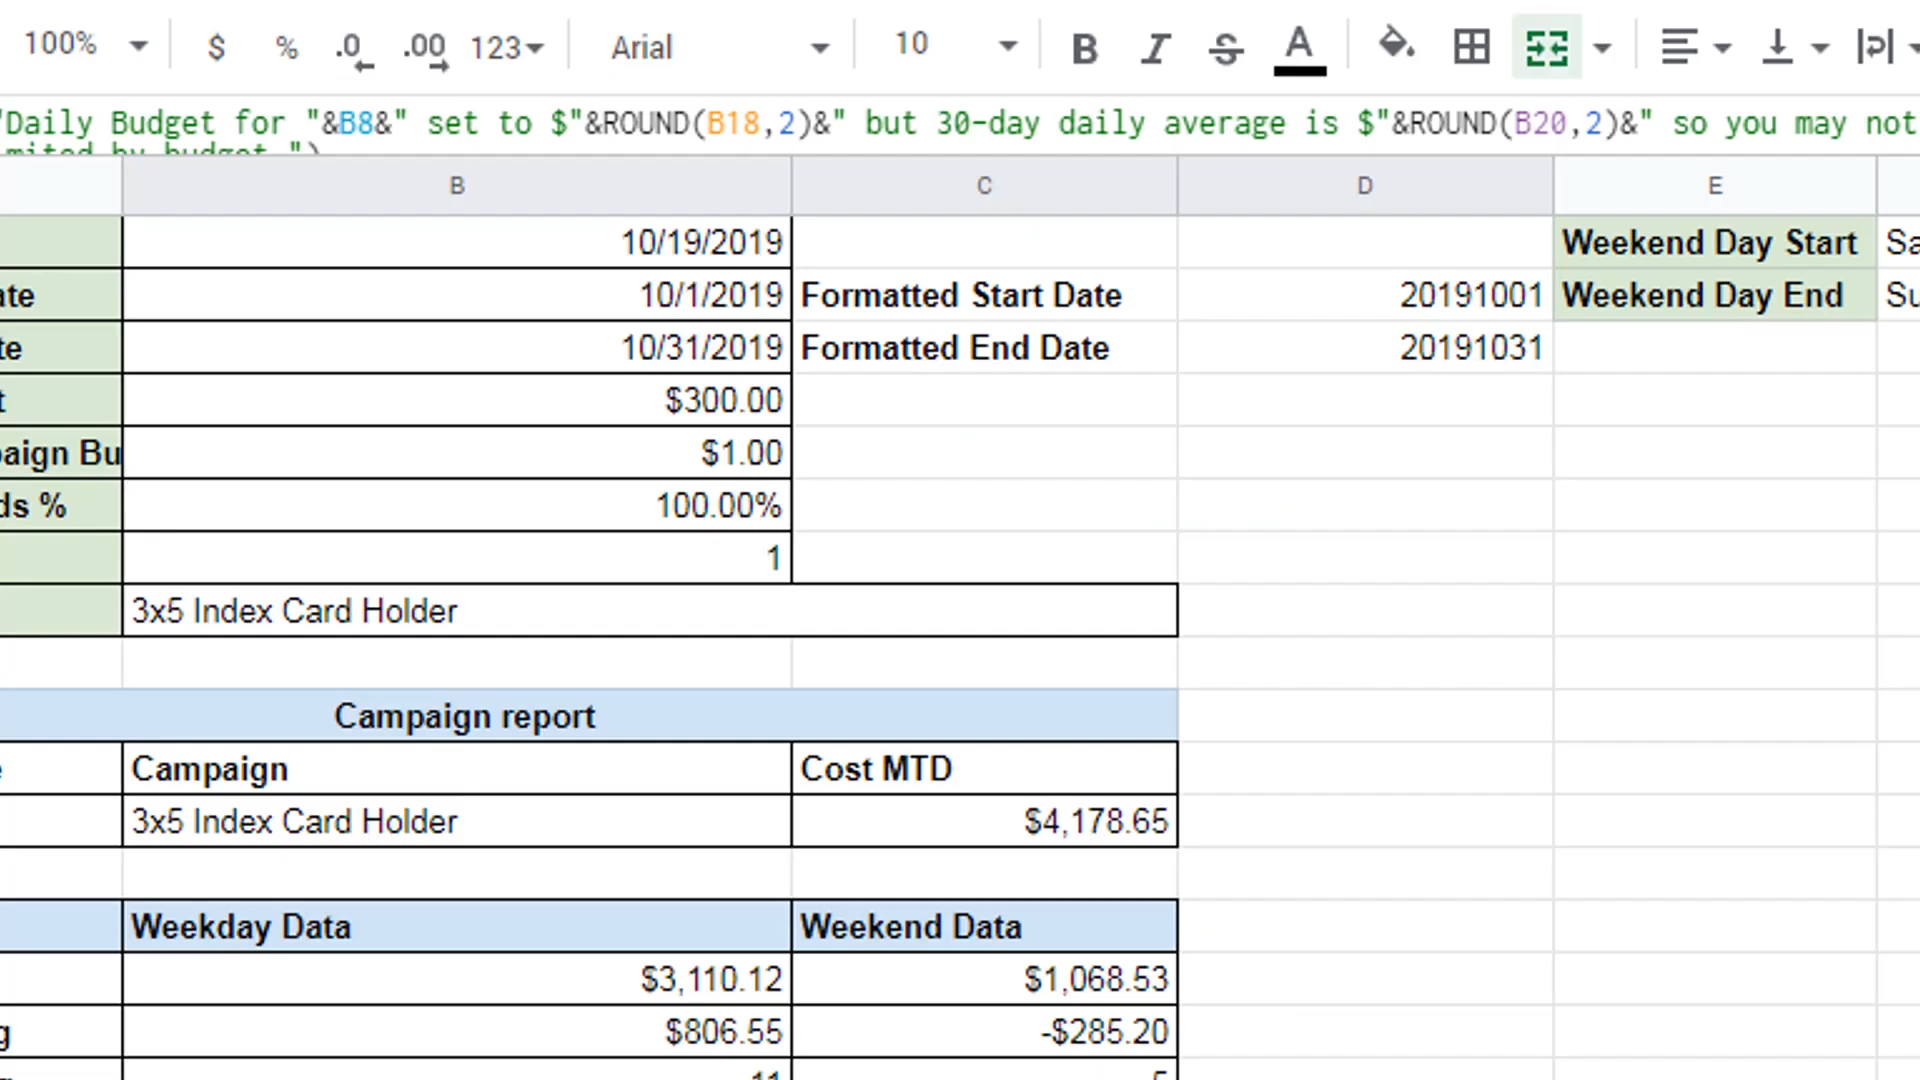 100% $ % .0 .00 123 Arial 10 B I S A
"Daily Budget for "&B8&" set to $"&ROUND(B18,2)&" but 30-day daily average is $"&ROUND(B20,2)&" so you may not
mited by budget.")
B C D E
10/19/2019 Weekend Day Start Sa
ate 10/1/2019 Formatted Start Date 20191001 Weekend Day End Su
te 10/31/2019 Formatted End Date 20191031
t $300.00
paign Bu $1.00
ds % 100.00%
1
3x5 Index Card Holder
Campaign report
e Campaign Cost MTD
3x5 Index Card Holder $4,178.65
Weekday Data Weekend Data
$3,110.12 $1,068.53
g $806.55 -$285.20
11 5